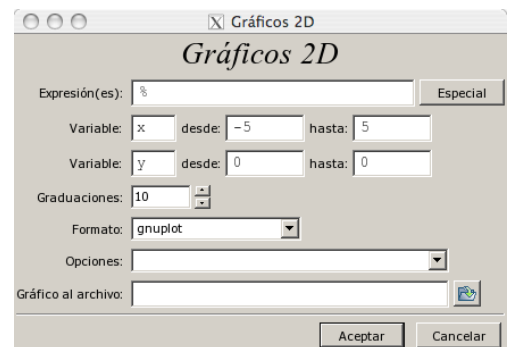 Gráficos 2D
Gráficos 2D
Expresión(es): % Especial
Variable: x desde: -5 hasta: 5
Variable: y desde: 0 hasta: 0
Graduaciones: 10
Formato: gnuplot
Opciones:
Gráfico al archivo:
Aceptar Cancelar